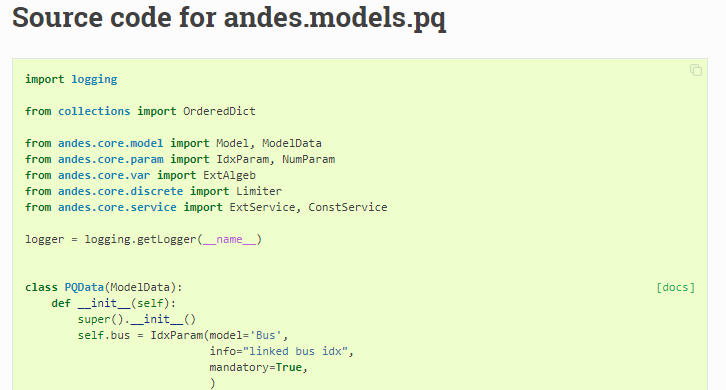 Source code for andes.models.pq
import logging
from collections import OrderedDict
from andes.core.model import Model, ModelData
from andes.core.param import IdxParam, NumParam
from andes.core.var import ExtAlgeb
from andes.core.discrete import Limiter
from andes.core.service import ExtService, ConstService
logger = logging.getLogger(__name__)
class PQData(ModelData): [docs]
    def __init__(self):
        super().__init__()
        self.bus = IdxParam(model='Bus',
                            info="linked bus idx",
                            mandatory=True,
                            )